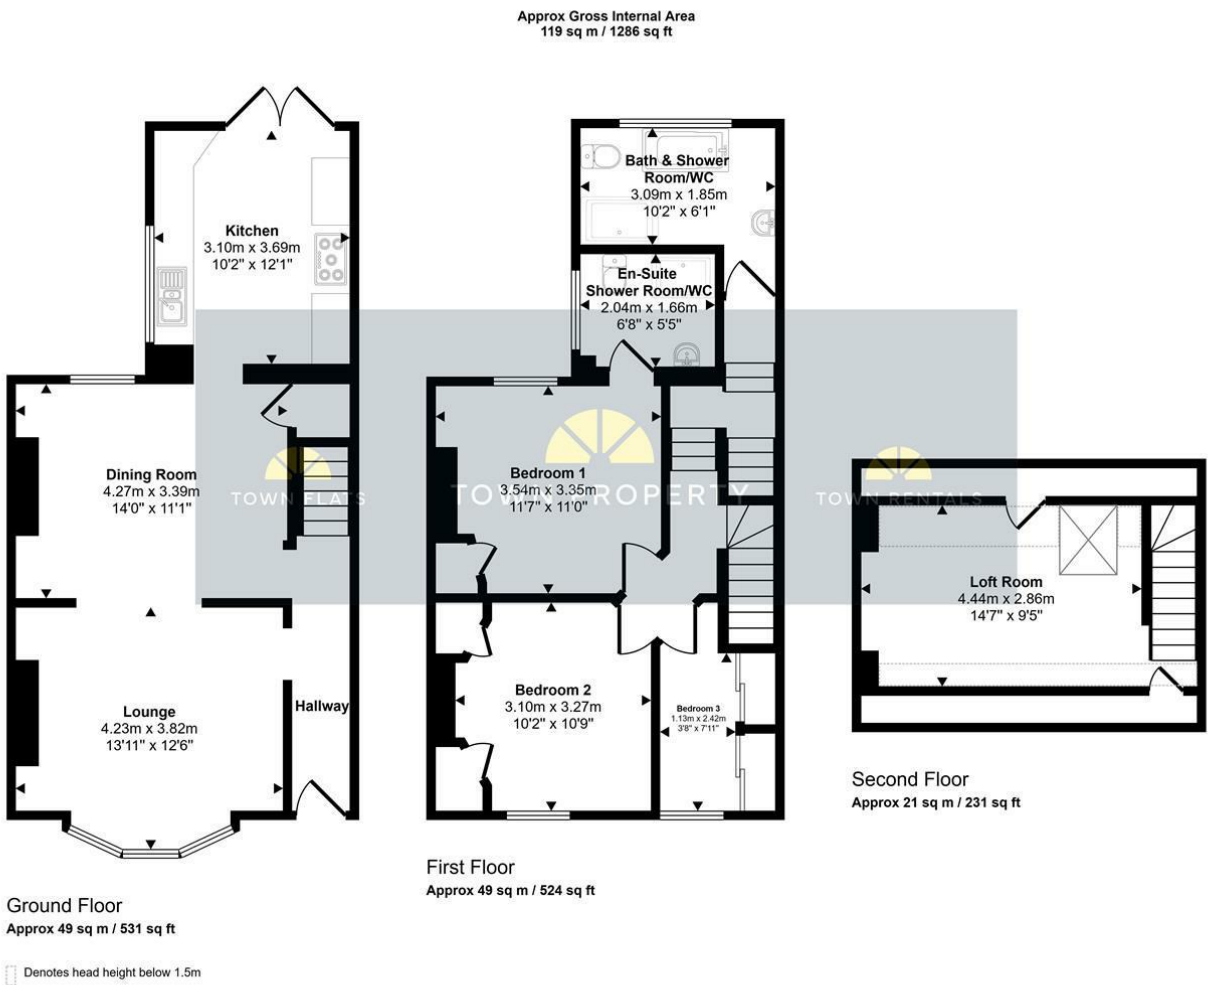 Approx Gross Internal Area
119 sq m / 1286 sq ft
Kitchen
3.10m x 3.69m
10'2" x 12'1"
Dining Room
4.27m x 3.39m
14'0" x 11'1"
TOWN FLATS
Lounge
4.23m x 3.82m
13'11" x 12'6"
Hallway
Ground Floor
Approx 49 sq m / 531 sq ft
Denotes head height below 1.5m
Bath & Shower
Room/WC
3.09m x 1.85m
10'2" x 6'1"
En-Suite
Shower Room/WC
2.04m x 1.66m
6'8" x 5'5"
Bedroom 1
3.54m x 3.35m
11'7" x 11'0"
TOWN PROPERTY
Bedroom 2
3.10m x 3.27m
10'2" x 10'9"
Bedroom 3
1.13m x 2.42m
3'8" x 7'11"
First Floor
Approx 49 sq m / 524 sq ft
TOWN RENTALS
Loft Room
4.44m x 2.86m
14'7" x 9'5"
Second Floor
Approx 21 sq m / 231 sq ft